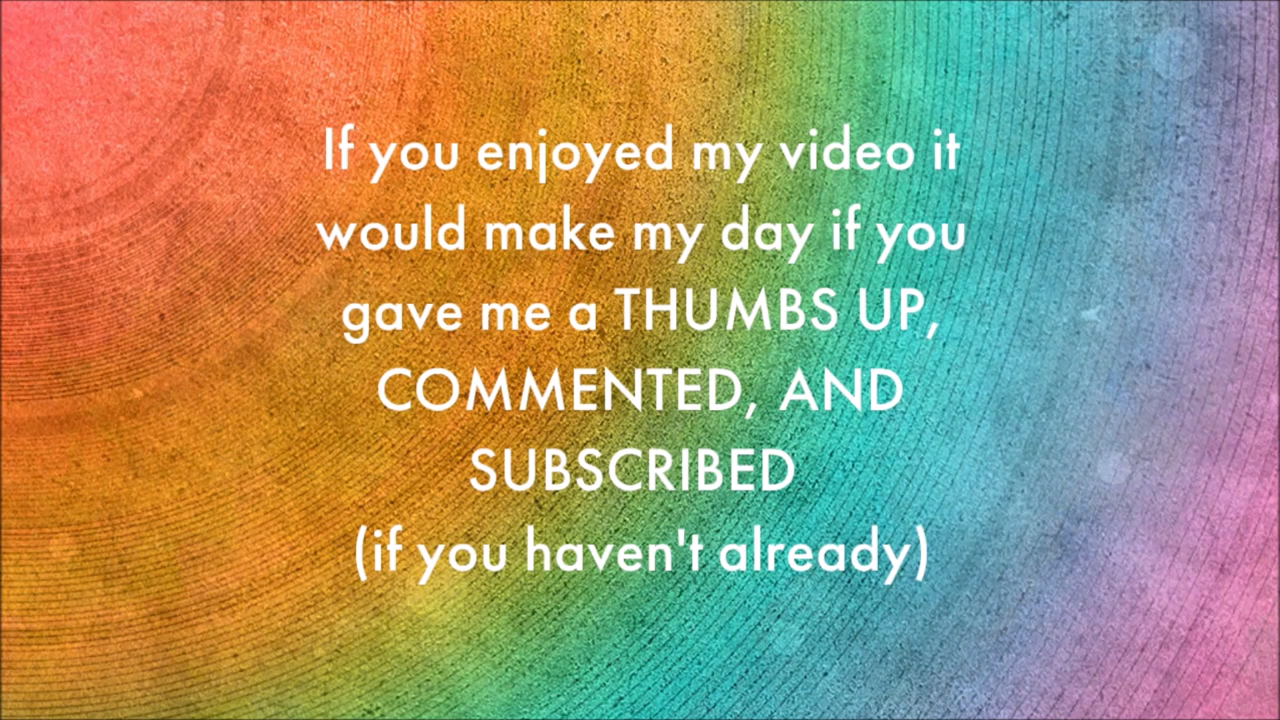 If you enjoyed my video it
would make my day if you
gave me a THUMBS UP,
COMMENTED, AND
SUBSCRIBED
(if you haven't already)